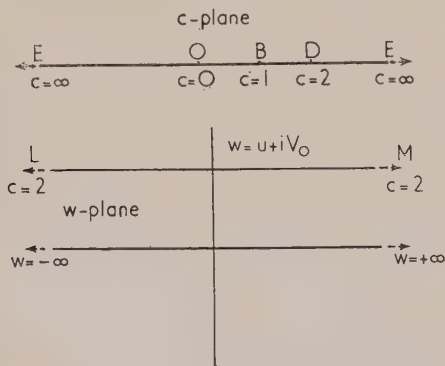 c-plane
E O B D E
c=∞ c=O c=1 c=2 c=∞
L w=u+iV₀ M
c=2 c=2
w-plane
w=-∞ w=+∞